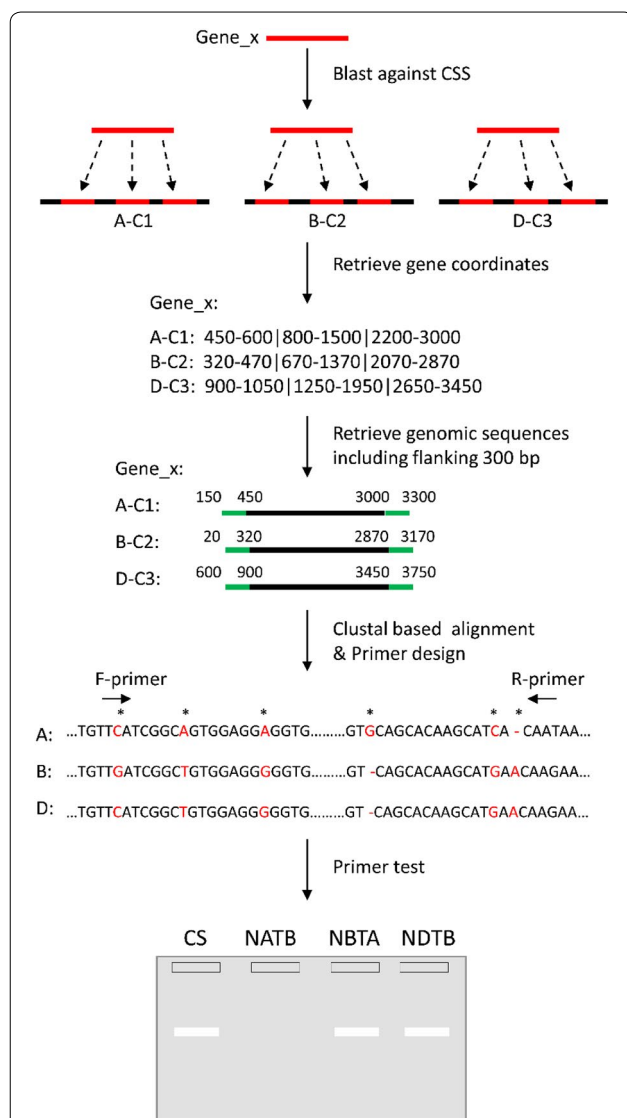 Gene_x
Blast against CSS
A-C1 B-C2 D-C3
Retrieve gene coordinates
Gene_x:
A-C1: 450-600|800-1500|2200-3000
B-C2: 320-470|670-1370|2070-2870
D-C3: 900-1050|1250-1950|2650-3450
Retrieve genomic sequences
including flanking 300 bp
Gene_x:
A-C1: 150 450 3000 3300
B-C2: 20 320 2870 3170
D-C3: 600 900 3450 3750
Clustal based alignment
& Primer design
F-primer R-primer
* * * * * *
A: ...TGTTCATCGGCAGTGGAGGAGGTG.........GTGCAGCACAAGCATCA-CAATAA...
B: ...TGTTGATCGGCTGTGGAGGGGGTG.........GT-CAGCACAAGCATGAACAAGAA...
D: ...TGTTCATCGGCTGTGGAGGGGGTG.........GT-CAGCACAAGCATGAACAAGAA...
Primer test
CS NATB NBTA NDTB